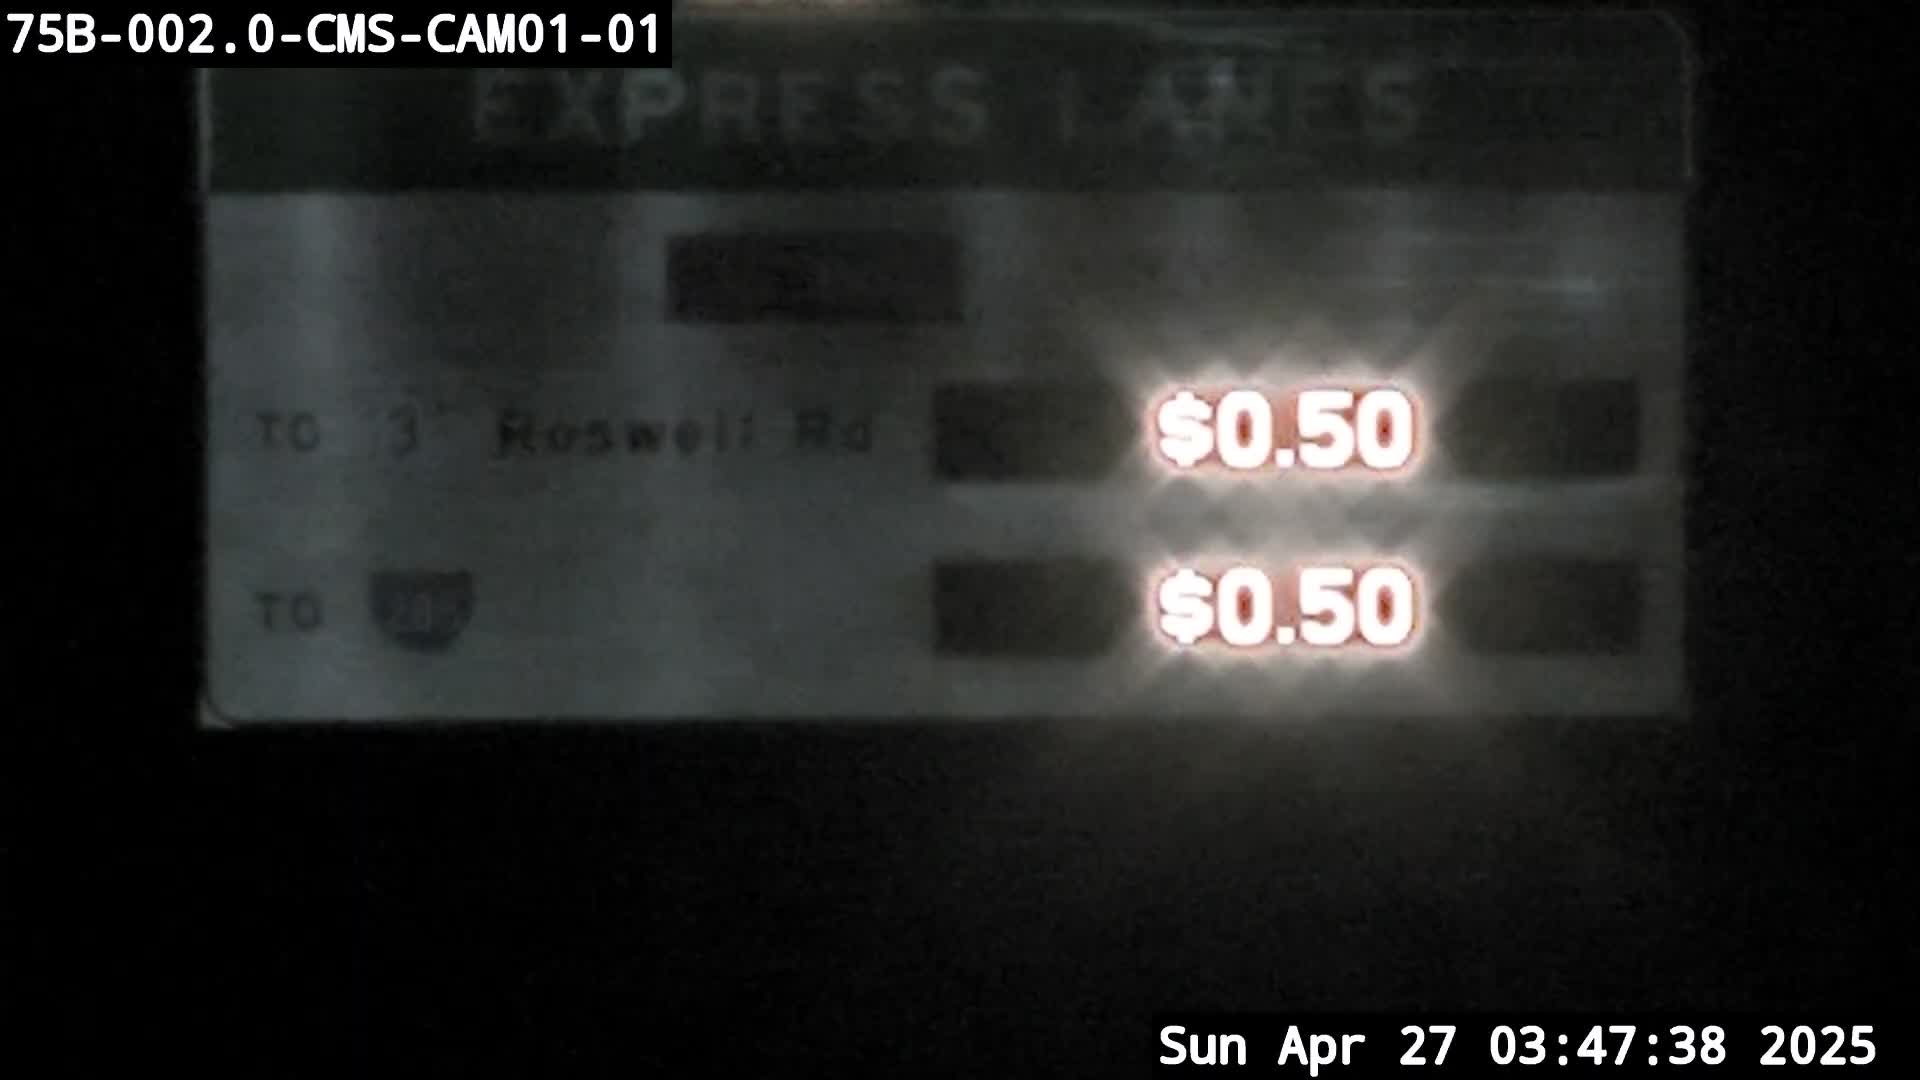 75B-002.0-CMS-CAM01-01
EXPRESS LANES
TO 3 Roswell Rd $0.50
TO $0.50
Sun Apr 27 03:47:38 2025